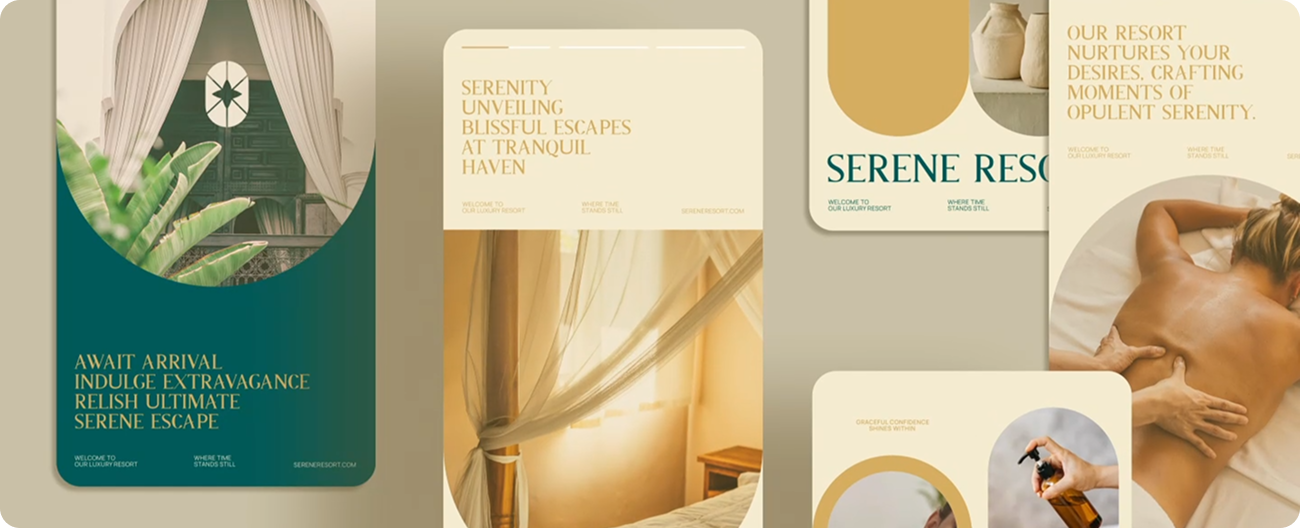 AWAIT ARRIVAL
INDULGE EXTRAVAGANCE
RELISH ULTIMATE
SERENE ESCAPE
WELCOME TO
OUR LUXURY RESORT
WHERE TIME
STANDS STILL
SERENERESORT.COM
SERENITY
UNVEILING
BLISSFUL ESCAPES
AT TRANQUIL
HAVEN
WELCOME TO
OUR LUXURY RESORT
WHERE TIME
STANDS STILL
SERENERESORT.COM
SERENE RESO
WELCOME TO
OUR LUXURY RESORT
WHERE TIME
STANDS STILL
OUR RESORT
NURTURES YOUR
DESIRES, CRAFTING
MOMENTS OF
OPULENT SERENITY.
WELCOME TO
OUR LUXURY RESORT
WHERE TIME
STANDS STILL
GRACEFUL CONFIDENCE
SHINES WITHIN